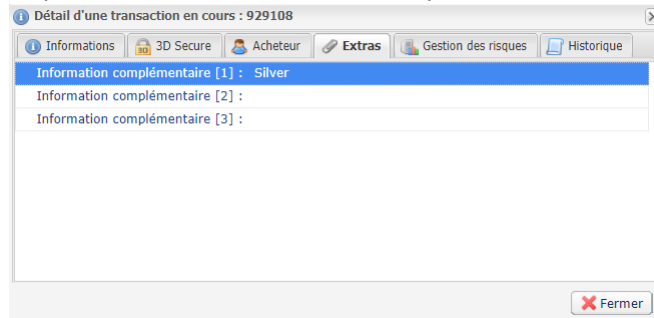 Détail d'une transaction en cours : 929108
Informations 3D Secure Acheteur Extras Gestion des risques Historique
Information complémentaire [1] : Silver
Information complémentaire [2] :
Information complémentaire [3] :
Fermer